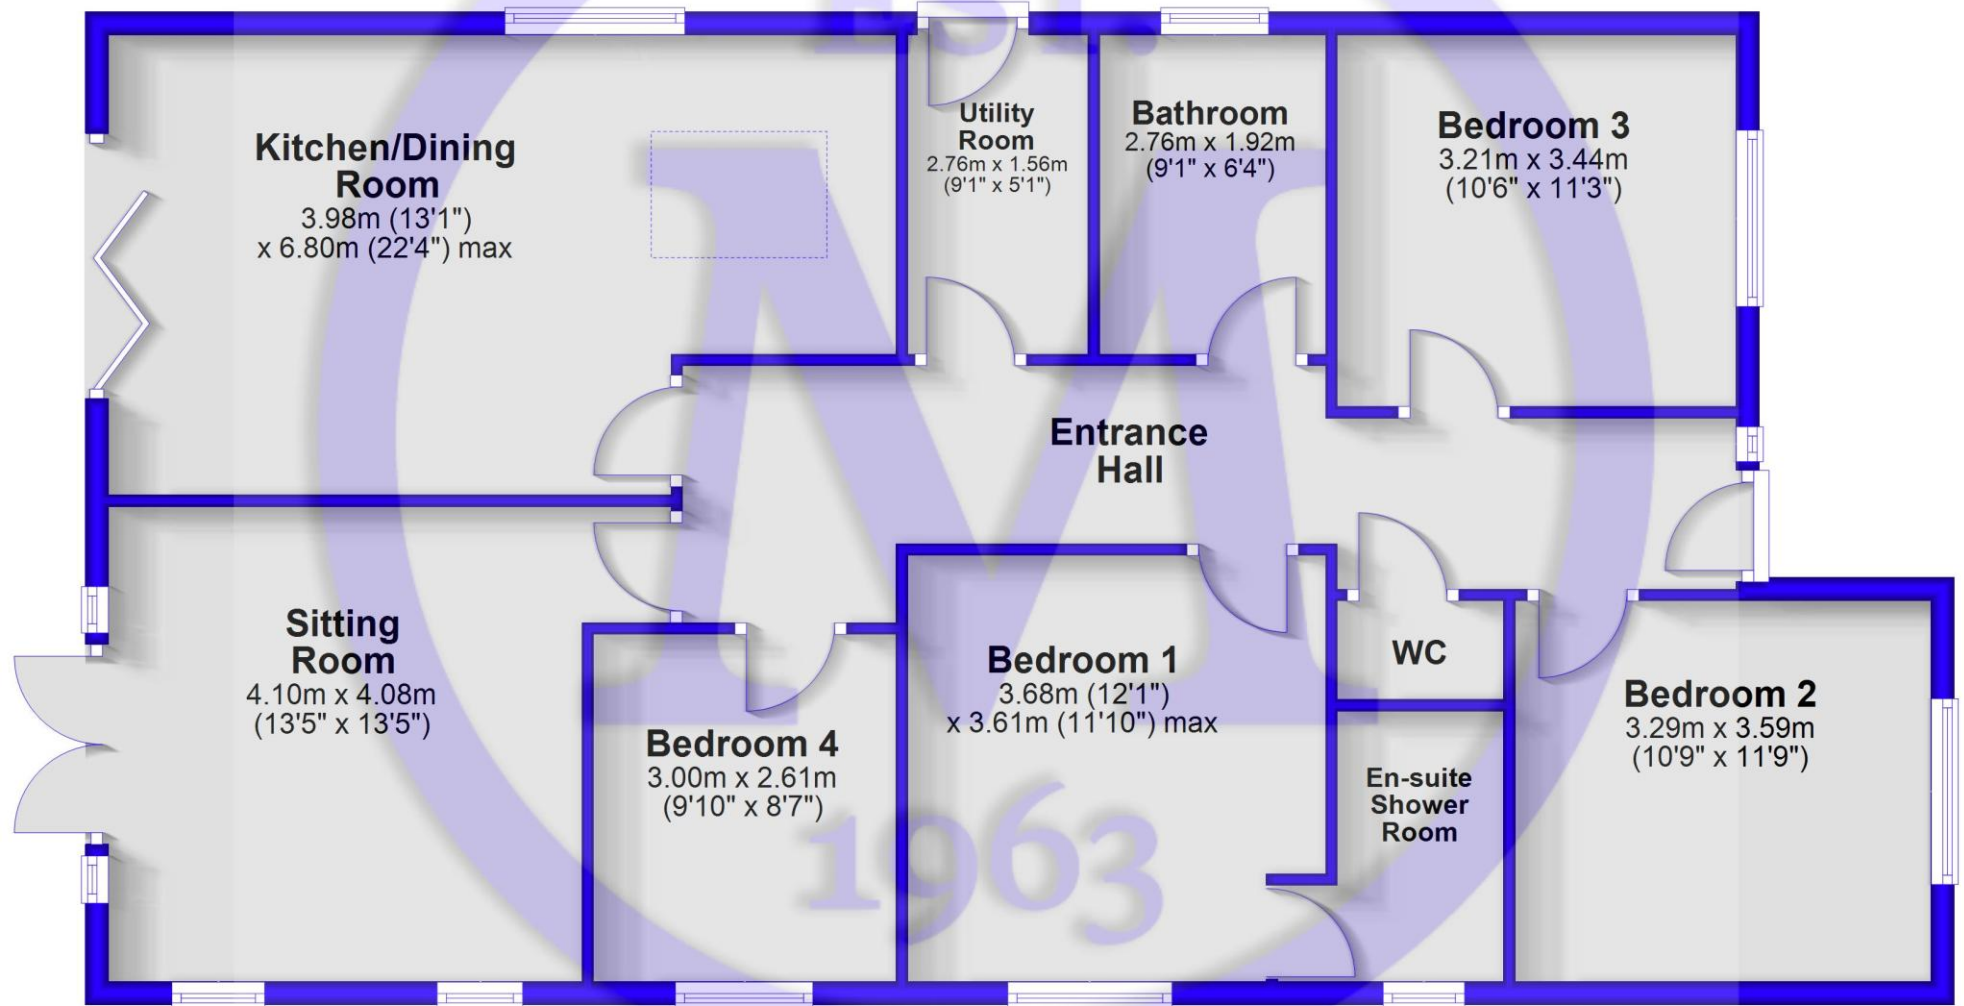 EST.
Kitchen/Dining
Room
3.98m (13'1")
x 6.80m (22'4") max
Utility
Room
2.76m x 1.56m
(9'1" x 5'1")
Bathroom
2.76m x 1.92m
(9'1" x 6'4")
Bedroom 3
3.21m x 3.44m
(10'6" x 11'3")
Entrance
Hall
M
Sitting
Room
4.10m x 4.08m
(13'5" x 13'5")
Bedroom 4
3.00m x 2.61m
(9'10" x 8'7")
Bedroom 1
3.68m (12'1")
x 3.61m (11'10") max
WC
En-suite
Shower
Room
Bedroom 2
3.29m x 3.59m
(10'9" x 11'9")
1963